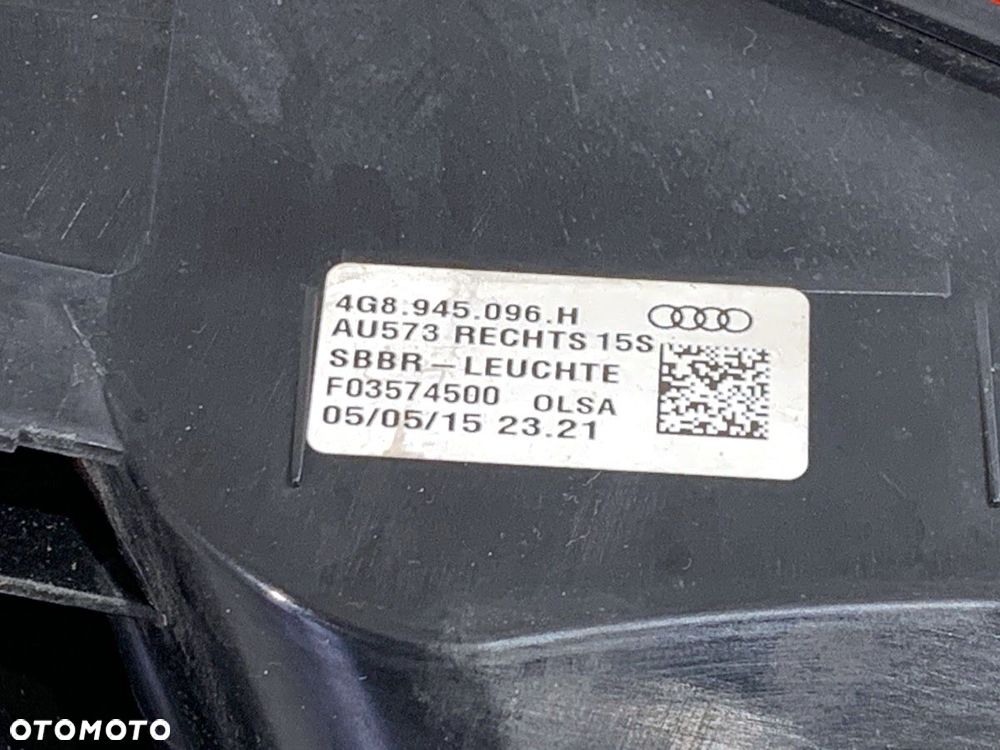 4G8.945.096.H
AU573 RECHTS 15S
SBBR-LEUCHTE
F03574500 OLSA
05/05/15 23.21
OTOMOTO